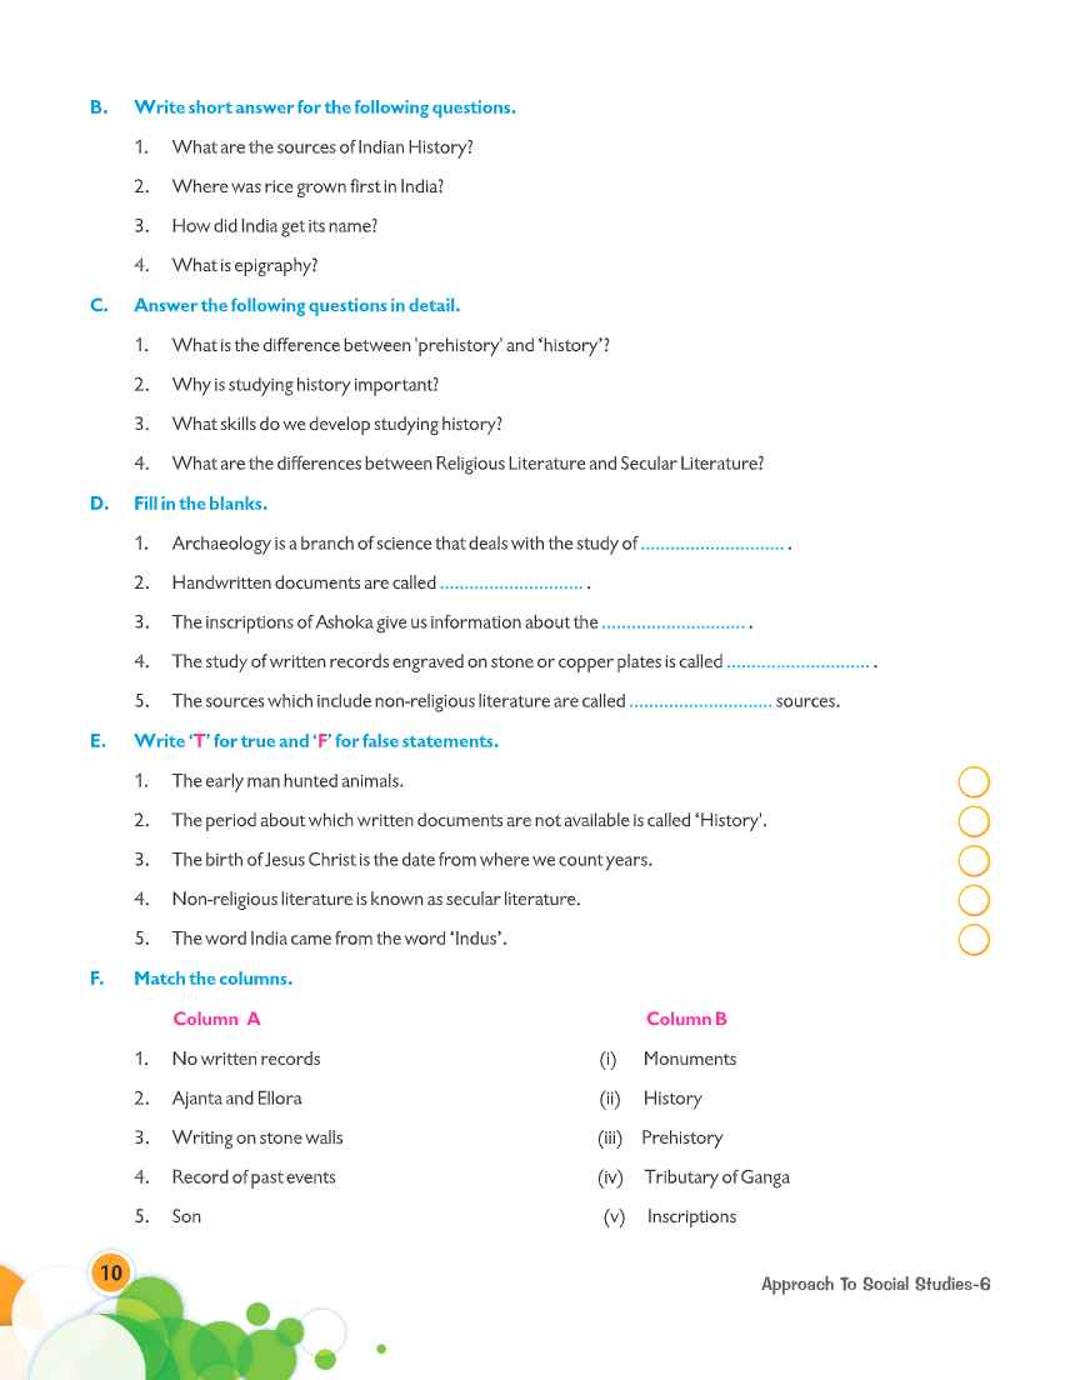 B. Write short answer for the following questions.
1. What are the sources of Indian History?
2. Where was rice grown first in India?
3. How did India get its name?
4. What is epigraphy?
C. Answer the following questions in detail.
1. What is the difference between 'prehistory' and ‘history’?
2. Why is studying history important?
3. What skills do we develop studying history?
4. What are the differences between Religious Literature and Secular Literature?
D. Fill in the blanks.
1. Archaeology is a branch of science that deals with the study of ............................. .
2. Handwritten documents are called ............................. .
3. The inscriptions of Ashoka give us information about the ............................. .
4. The study of written records engraved on stone or copper plates is called ............................. .
5. The sources which include non-religious literature are called ............................. sources.
E. Write ‘T’ for true and ‘F’ for false statements.
1. The early man hunted animals.
2. The period about which written documents are not available is called ‘History’.
3. The birth of Jesus Christ is the date from where we count years.
4. Non-religious literature is known as secular literature.
5. The word India came from the word ‘Indus’.
F. Match the columns.
Column A Column B
1. No written records (i) Monuments
2. Ajanta and Ellora (ii) History
3. Writing on stone walls (iii) Prehistory
4. Record of past events (iv) Tributary of Ganga
5. Son (v) Inscriptions
10
Approach To Social Studies-6